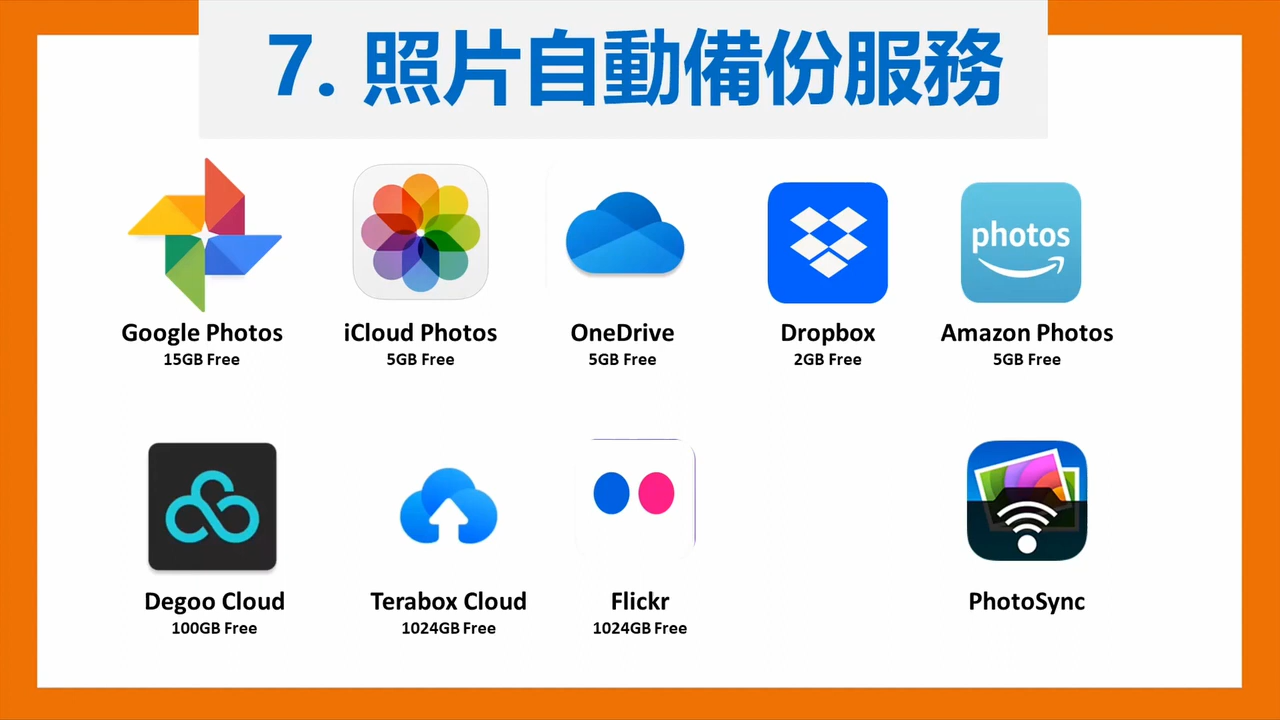 7. 照片自動備份服務
photos
Google Photos
15GB Free
iCloud Photos
5GB Free
OneDrive
5GB Free
Dropbox
2GB Free
Amazon Photos
5GB Free
Degoo Cloud
100GB Free
Terabox Cloud
1024GB Free
Flickr
1024GB Free
PhotoSync